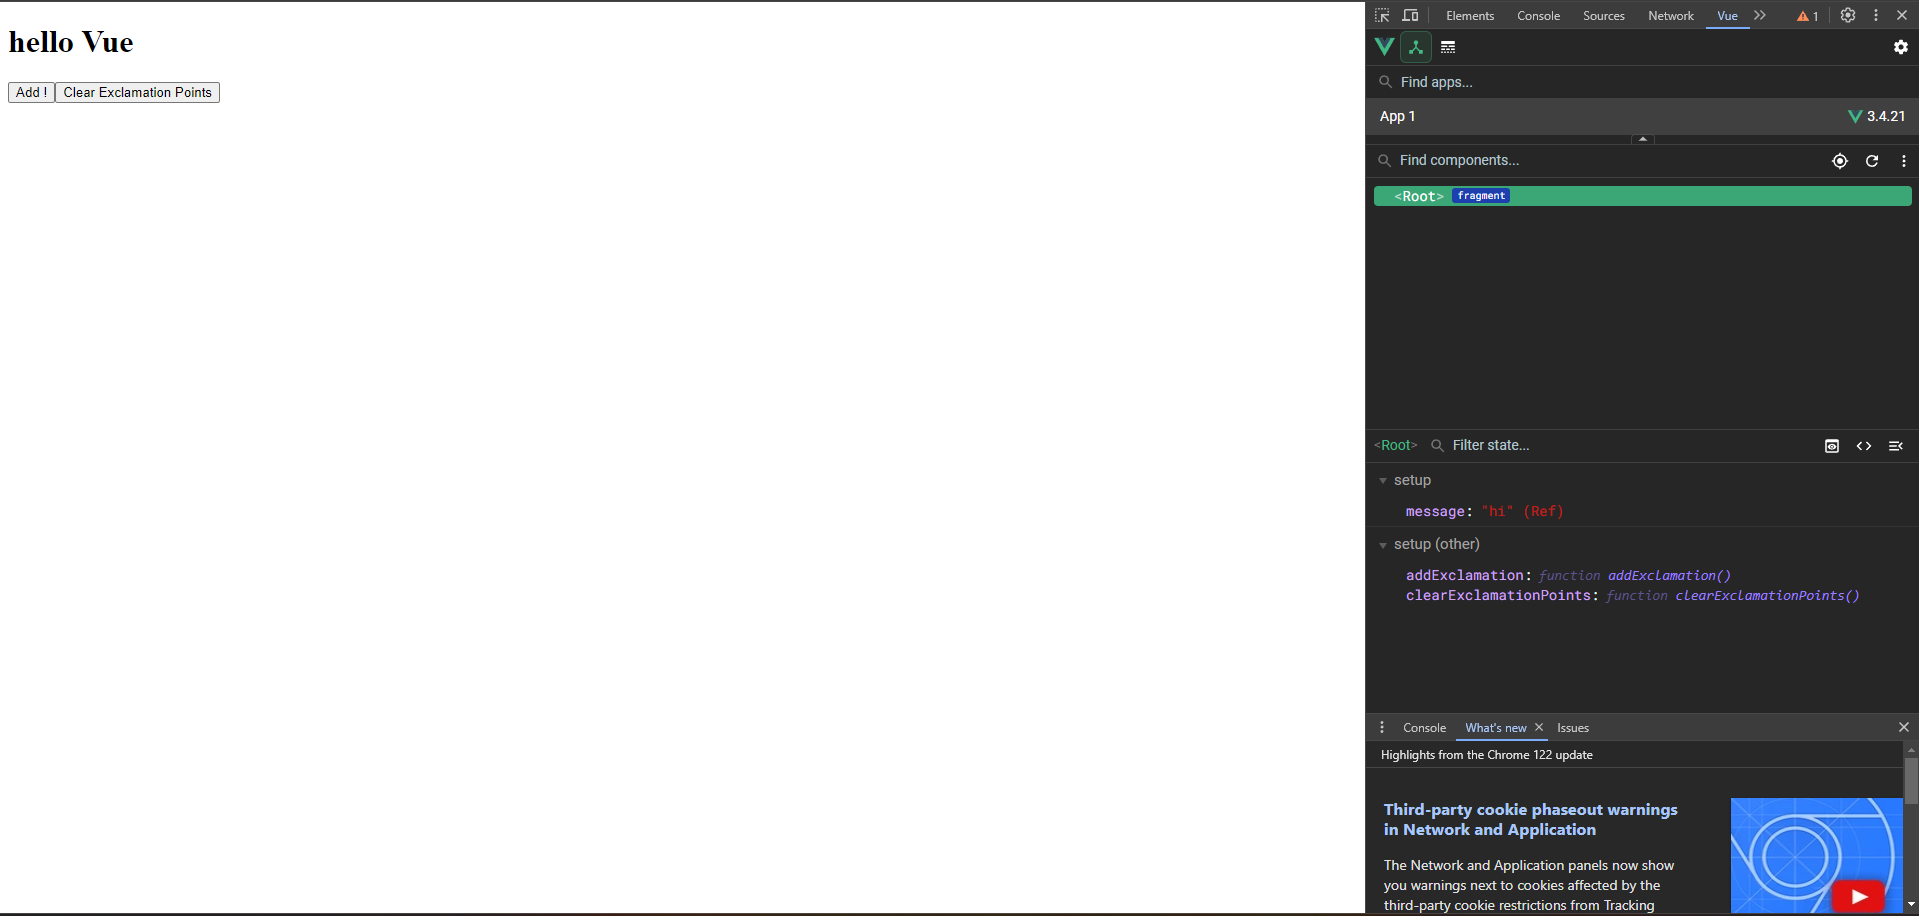 hello Vue
Add ! Clear Exclamation Points
Elements Console Sources Network Vue 1
Find apps...
App 1 3.4.21
Find components...
<Root> fragment
<Root> Filter state...
setup
message: "hi" (Ref)
setup (other)
addExclamation: function addExclamation()
clearExclamationPoints: function clearExclamationPoints()
Console What's new Issues
Highlights from the Chrome 122 update
Third-party cookie phaseout warnings
in Network and Application
The Network and Application panels now show
you warnings next to cookies affected by the
third-party cookie restrictions from Tracking